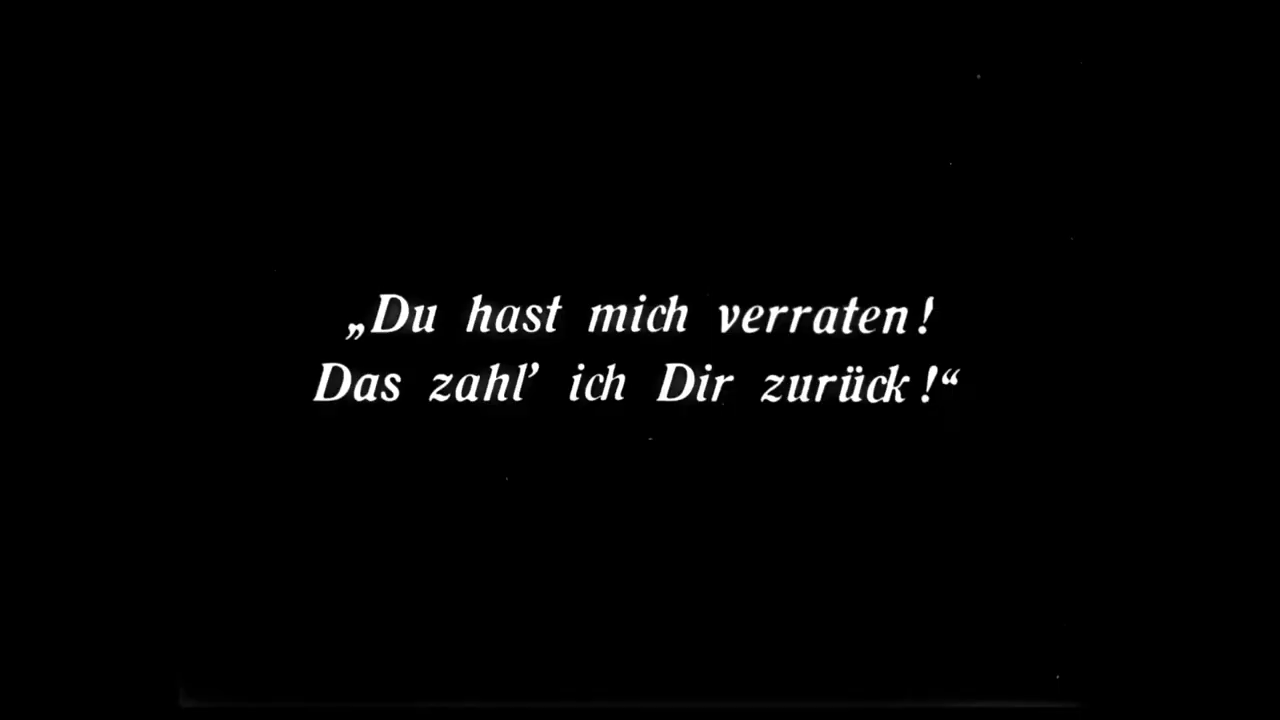 „Du hast mich verraten!
Das zahl’ ich Dir zurück!“